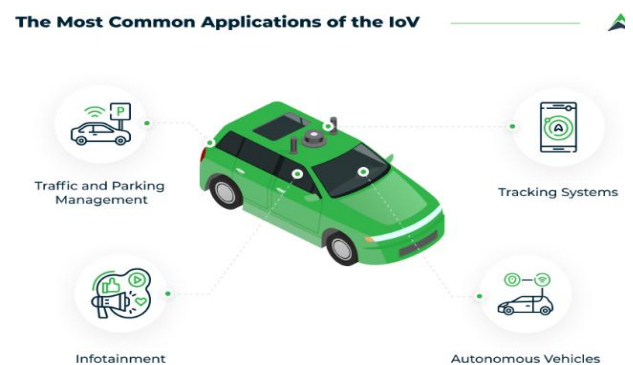 The Most Common Applications of the IoV
P
Traffic and Parking
Management
Tracking Systems
Infotainment
Autonomous Vehicles